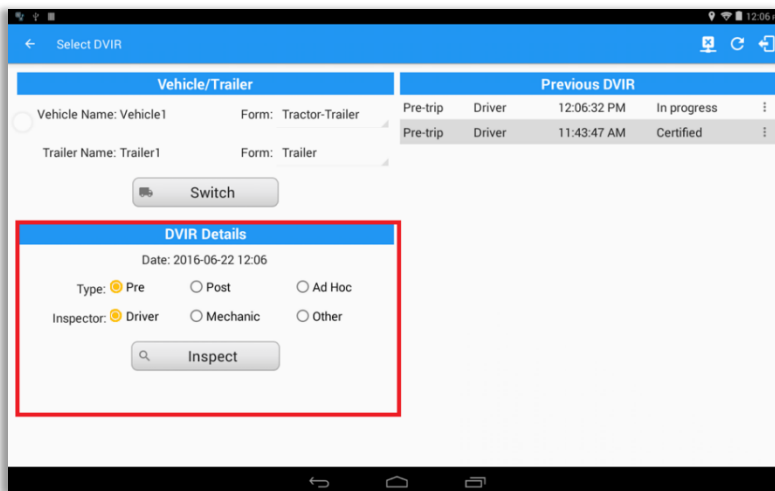 12:06
Select DVIR
Vehicle/Trailer
Vehicle Name: Vehicle1 Form: Tractor-Trailer
Trailer Name: Trailer1 Form: Trailer
Switch
DVIR Details
Date: 2016-06-22 12:06
Type: Pre Post Ad Hoc
Inspector: Driver Mechanic Other
Inspect
Previous DVIR
Pre-trip Driver 12:06:32 PM In progress
Pre-trip Driver 11:43:47 AM Certified